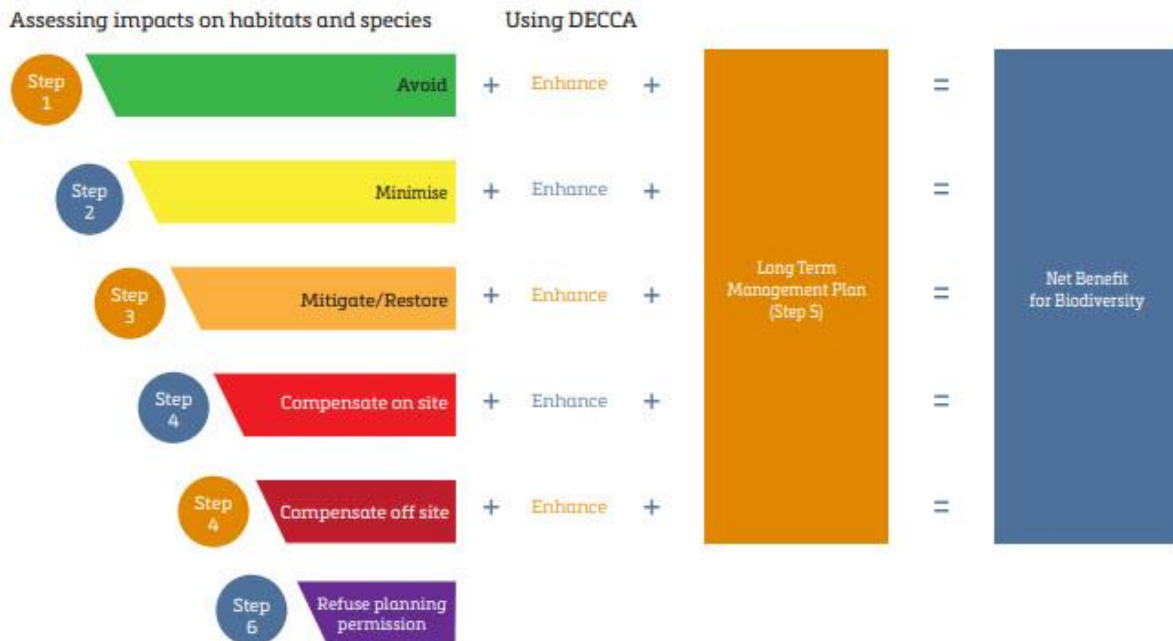 Assessing impacts on habitats and species
Using DECCA
Step
1
Avoid
+ Enhance + =
Step
2
Minimise
+ Enhance + =
Step
3
Mitigate/Restore
+ Enhance +
Long Term
Management Plan
(Step 5)
=
Net Benefit
for Biodiversity
Step
4
Compensate on site
+ Enhance + =
Step
4
Compensate off site
+ Enhance + =
Step
6
Refuse planning
permission